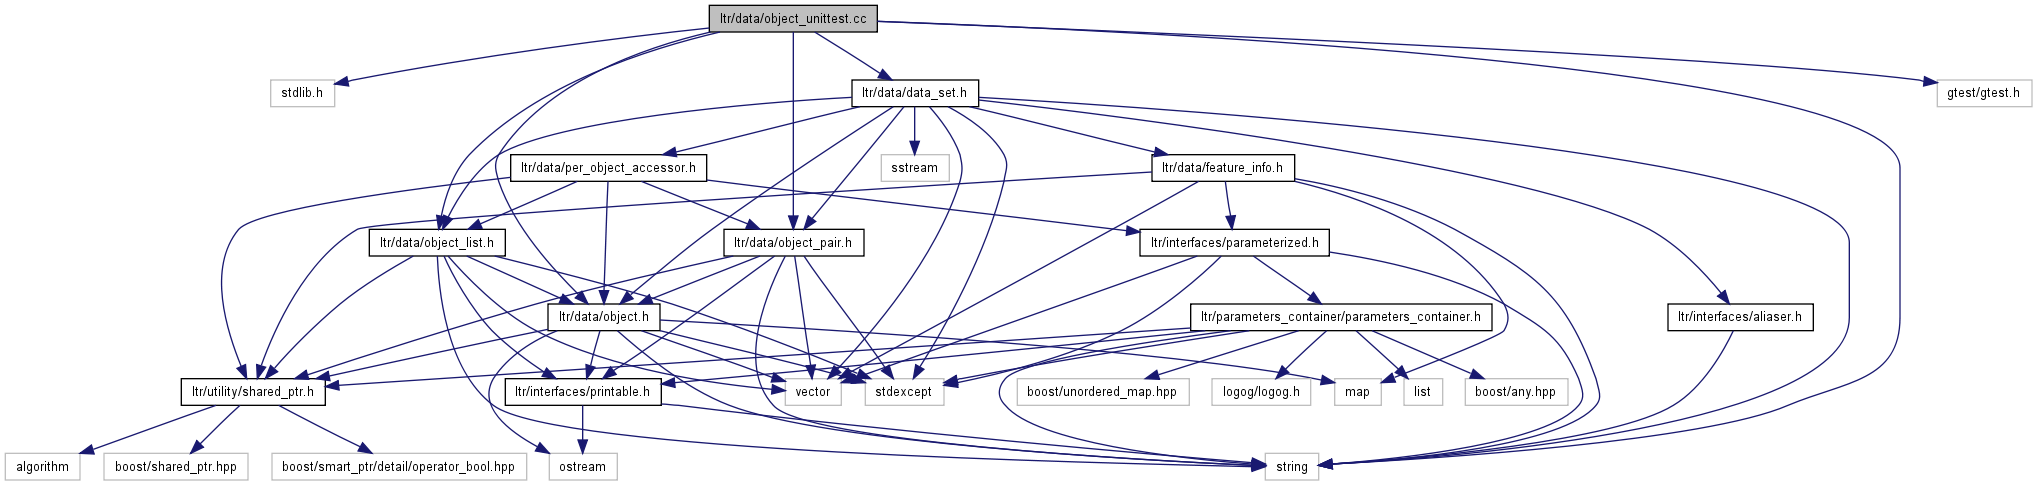 ltr/data/object_unittest.cc
stdlib.h
ltr/data/data_set.h
gtest/gtest.h
ltr/data/per_object_accessor.h
sstream
ltr/data/feature_info.h
ltr/data/object_list.h
ltr/data/object_pair.h
ltr/interfaces/parameterized.h
ltr/data/object.h
ltr/parameters_container/parameters_container.h
ltr/interfaces/aliaser.h
ltr/utility/shared_ptr.h
ltr/interfaces/printable.h
vector
stdexcept
boost/unordered_map.hpp
logog/logog.h
map
list
boost/any.hpp
algorithm
boost/shared_ptr.hpp
boost/smart_ptr/detail/operator_bool.hpp
ostream
string